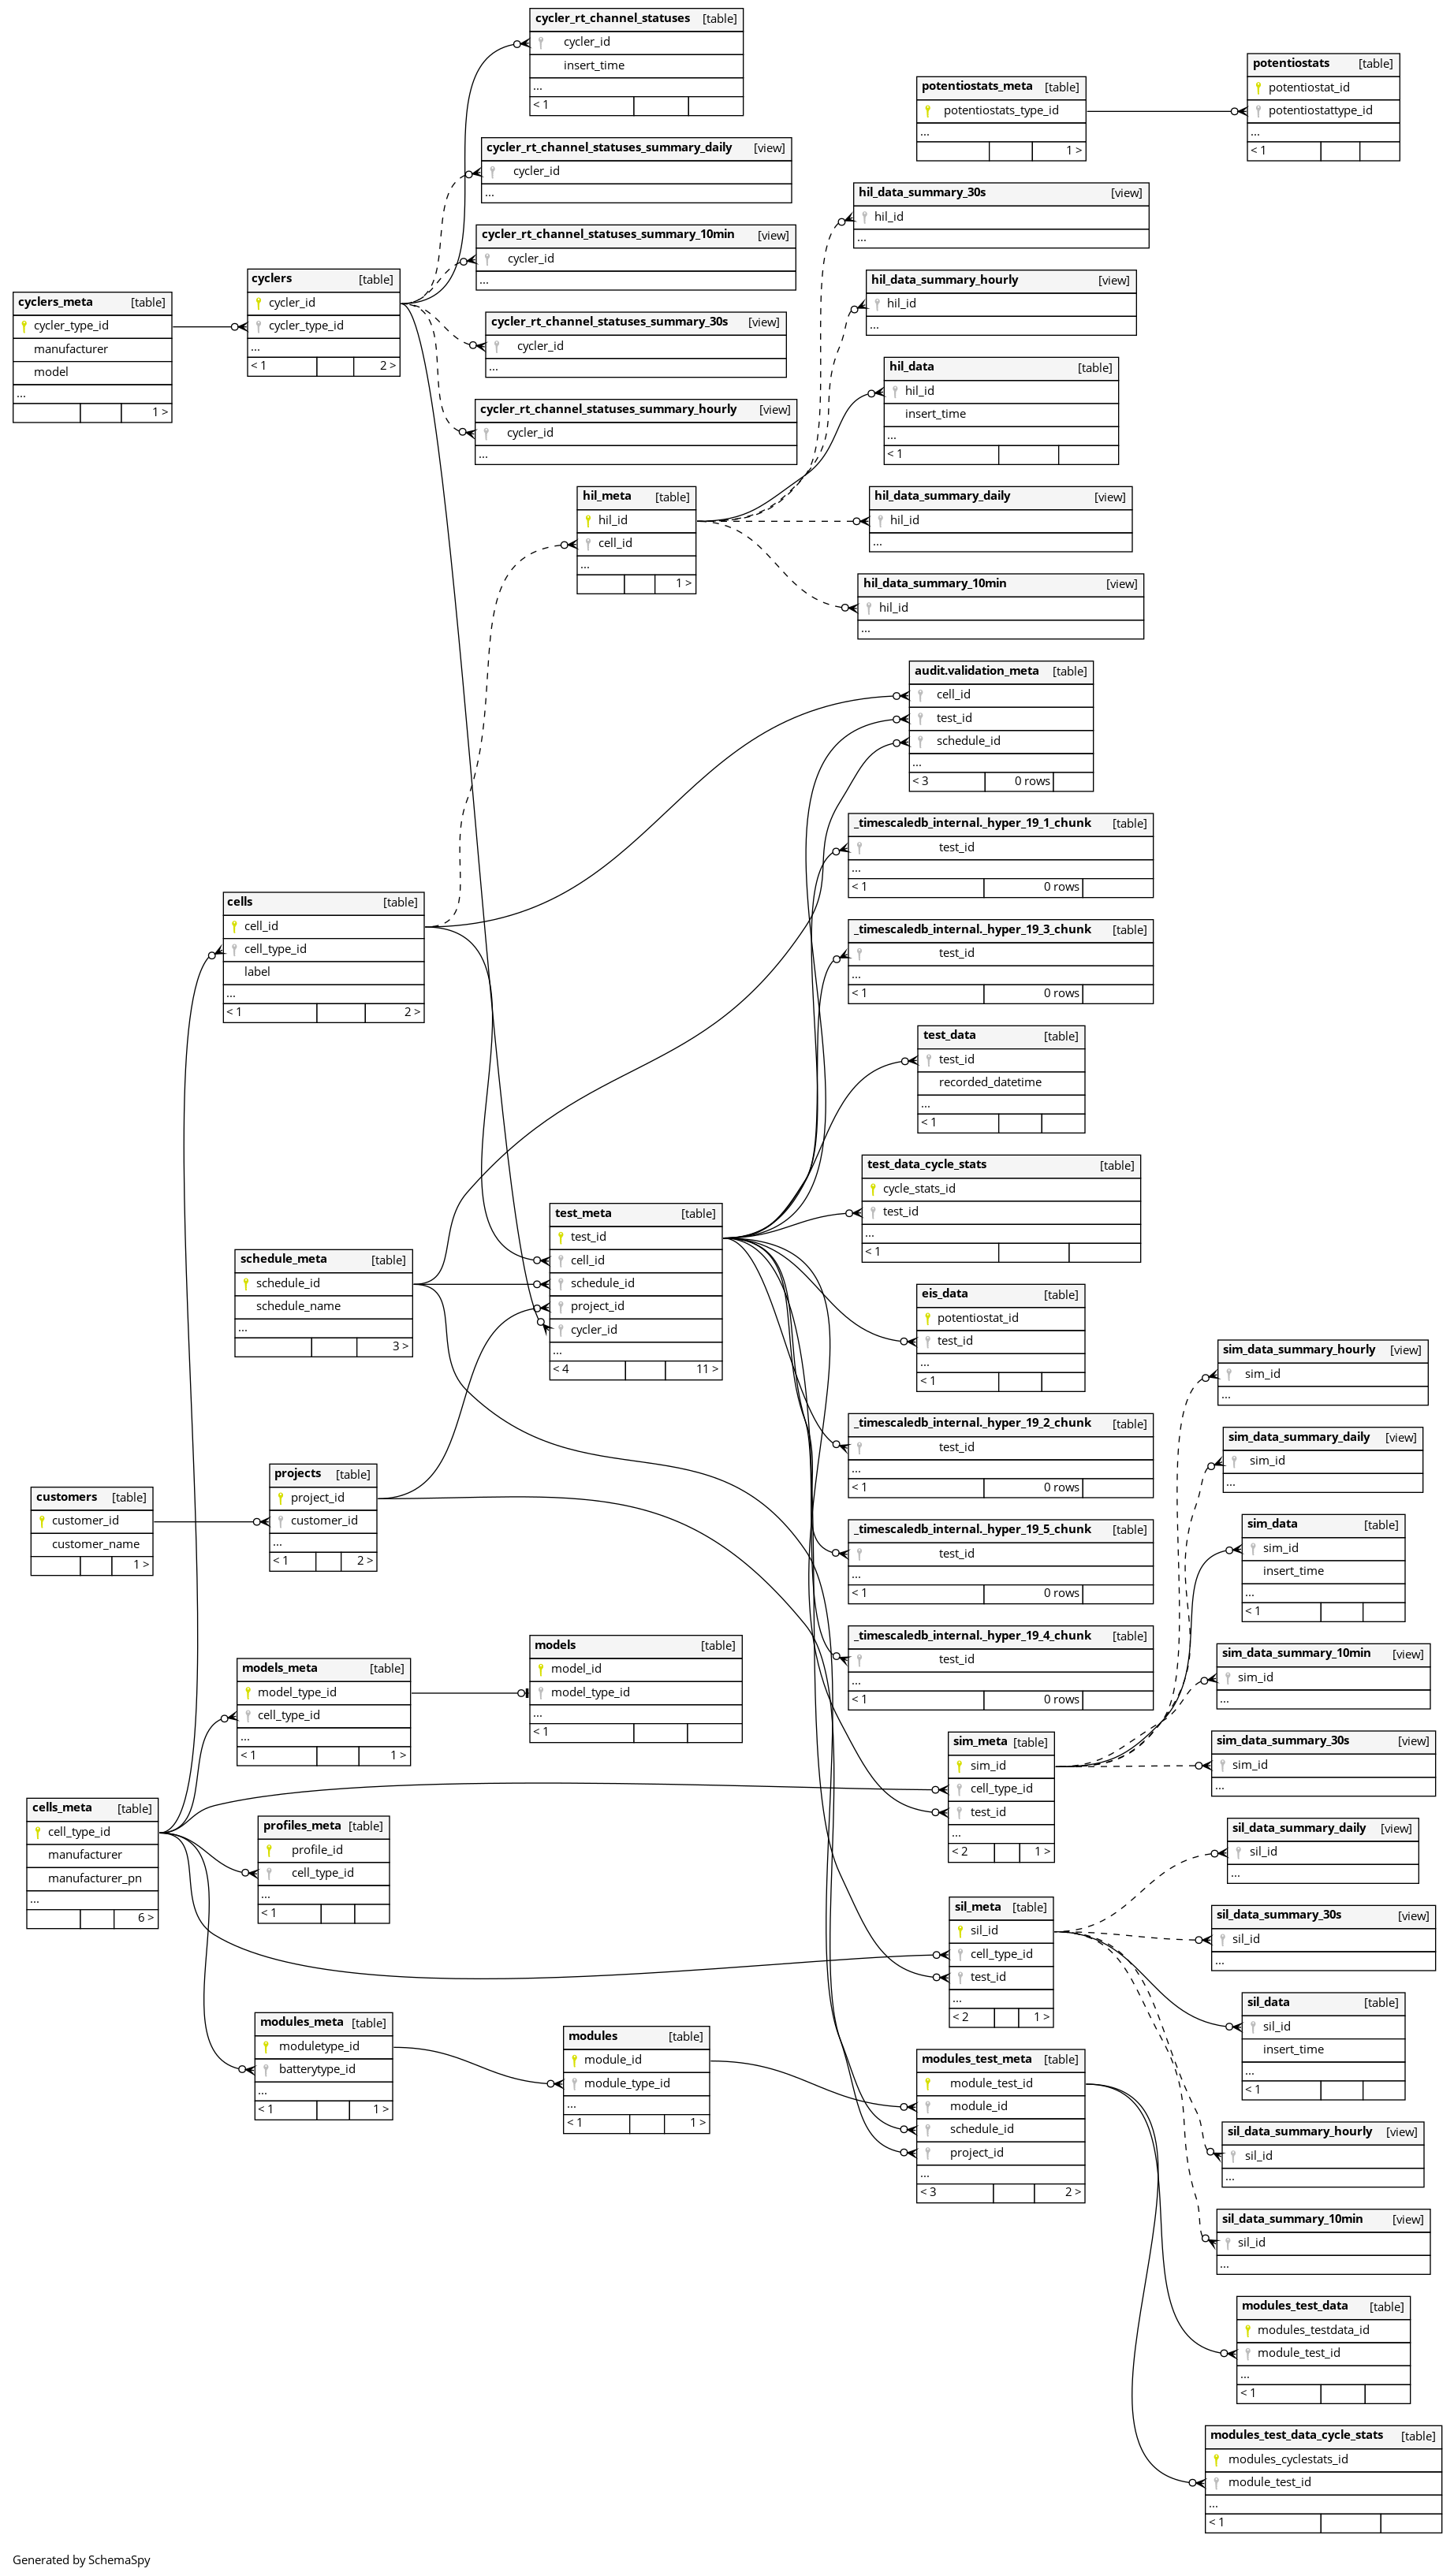 cycler_rt_channel_statuses [table]
cycler_id
insert_time
...
< 1
potentiostats_meta [table]
potentiostats_type_id
...
1 >
potentiostats [table]
potentiostat_id
potentiostattype_id
...
< 1
cycler_rt_channel_statuses_summary_daily [view]
cycler_id
...
cycler_rt_channel_statuses_summary_10min [view]
cycler_id
...
cycler_rt_channel_statuses_summary_30s [view]
cycler_id
...
cycler_rt_channel_statuses_summary_hourly [view]
cycler_id
...
cyclers_meta [table]
cycler_type_id
manufacturer
model
...
1 >
cyclers [table]
cycler_id
cycler_type_id
...
< 1 2 >
hil_data_summary_30s [view]
hil_id
...
hil_data_summary_hourly [view]
hil_id
...
hil_data [table]
hil_id
insert_time
...
< 1
hil_meta [table]
hil_id
cell_id
...
1 >
hil_data_summary_daily [view]
hil_id
...
hil_data_summary_10min [view]
hil_id
...
audit.validation_meta [table]
cell_id
test_id
schedule_id
...
< 3 0 rows
_timescaledb_internal._hyper_19_1_chunk [table]
test_id
...
< 1 0 rows
cells [table]
cell_id
cell_type_id
label
...
< 1 2 >
_timescaledb_internal._hyper_19_3_chunk [table]
test_id
...
< 1 0 rows
test_data [table]
test_id
recorded_datetime
...
< 1
test_data_cycle_stats [table]
cycle_stats_id
test_id
...
< 1
test_meta [table]
test_id
cell_id
schedule_id
project_id
cycler_id
...
< 4 11 >
schedule_meta [table]
schedule_id
schedule_name
...
3 >
eis_data [table]
potentiostat_id
test_id
...
< 1
_timescaledb_internal._hyper_19_2_chunk [table]
test_id
...
< 1 0 rows
_timescaledb_internal._hyper_19_5_chunk [table]
test_id
...
< 1 0 rows
_timescaledb_internal._hyper_19_4_chunk [table]
test_id
...
< 1 0 rows
sim_data_summary_hourly [view]
sim_id
...
sim_data_summary_daily [view]
sim_id
...
sim_data [table]
sim_id
insert_time
...
< 1
sim_data_summary_10min [view]
sim_id
...
sim_data_summary_30s [view]
sim_id
...
customers [table]
customer_id
customer_name
1 >
projects [table]
project_id
customer_id
...
< 1 2 >
models_meta [table]
model_type_id
cell_type_id
...
< 1 1 >
models [table]
model_id
model_type_id
...
< 1
sim_meta [table]
sim_id
cell_type_id
test_id
...
< 2 1 >
cells_meta [table]
cell_type_id
manufacturer
manufacturer_pn
...
6 >
profiles_meta [table]
profile_id
cell_type_id
...
< 1
sil_data_summary_daily [view]
sil_id
...
sil_meta [table]
sil_id
cell_type_id
test_id
...
< 2 1 >
sil_data_summary_30s [view]
sil_id
...
sil_data [table]
sil_id
insert_time
...
< 1
modules_meta [table]
moduletype_id
batterytype_id
...
< 1 1 >
modules [table]
module_id
module_type_id
...
< 1 1 >
modules_test_meta [table]
module_test_id
module_id
schedule_id
project_id
...
< 3 2 >
sil_data_summary_hourly [view]
sil_id
...
sil_data_summary_10min [view]
sil_id
...
modules_test_data [table]
modules_testdata_id
module_test_id
...
< 1
modules_test_data_cycle_stats [table]
modules_cyclestats_id
module_test_id
...
< 1
Generated by SchemaSpy